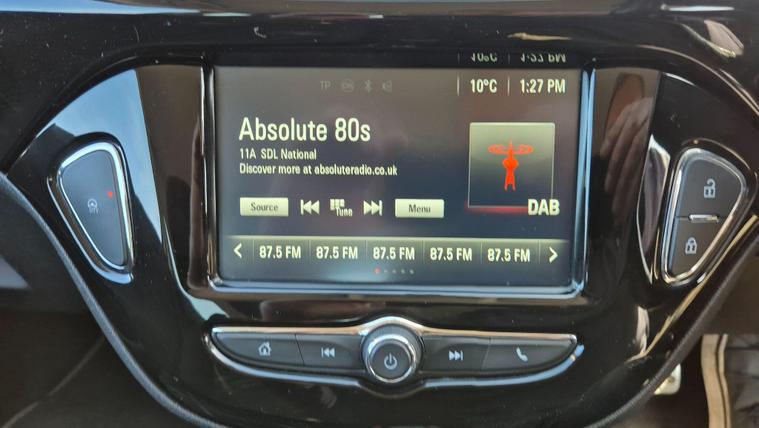 TP
10°C 1:27 PM
Absolute 80s
11A SDL National
Discover more at absoluteradio.co.uk
DAB
Source
Tune
Menu
87.5 FM 87.5 FM 87.5 FM 87.5 FM 87.5 FM